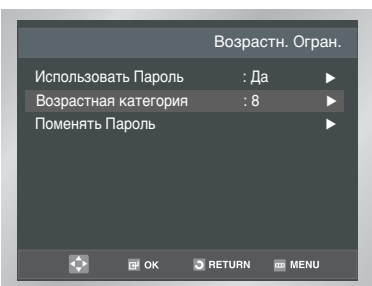 Возрастн. Огран.
Использовать Пароль : Да ►
Возрастная категория : 8 ►
Поменять Пароль ►
OK RETURN MENU